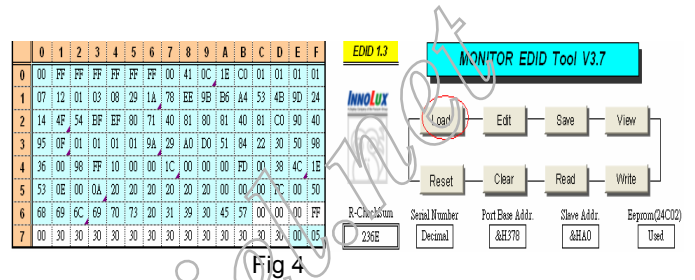 0 1 2 3 4 5 6 7 8 9 A B C D E F
0 00 FF FF FF FF FF FF 00 41 0C 1E C0 01 01 01 01
1 07 12 01 03 08 29 1A 78 EE 9B B6 A4 53 4B 9D 24
2 14 4F 54 BF EF 80 71 40 81 80 81 40 81 C0 90 40
3 95 0F 01 01 01 01 9A 29 A0 D0 51 84 22 30 50 98
4 36 00 98 FF 10 00 00 1C 00 00 00 FD 00 38 4C 1E
5 53 0E 00 0A 20 20 20 20 20 20 00 00 00 00 50
6 68 69 6C 69 70 73 20 31 39 30 45 57 00 00 00 FF
7 00 30 30 30 30 30 30 30 30 30 30 30 30 30 00 05
EDID 1.3
MONITOR EDID Tool V3.7
INNOLUX
Load Edit Save View
Reset Clear Read Write
R-ChechSum Serial Number Port Base Addr. Slave Addr. Eeprom(24C02)
236E Decimal &H378 &HA0 Used
Fig 4